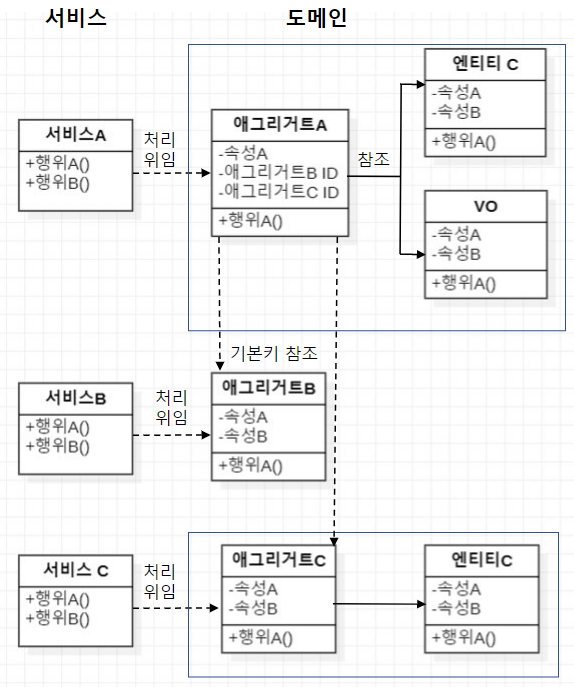 서비스
도메인
서비스A
+행위A()
+행위B()
처리
위임
애그리거트A
-속성A
-애그리거트B ID
-애그리거트C ID
+행위A()
참조
엔티티 C
-속성A
-속성B
+행위A()
VO
-속성A
-속성B
+행위A()
기본키 참조
서비스B
+행위A()
+행위B()
처리
위임
애그리거트B
-속성A
-속성B
+행위A()
서비스 C
+행위A()
+행위B()
처리
위임
애그리거트C
-속성A
-속성B
+행위A()
엔티티C
-속성A
-속성B
+행위A()